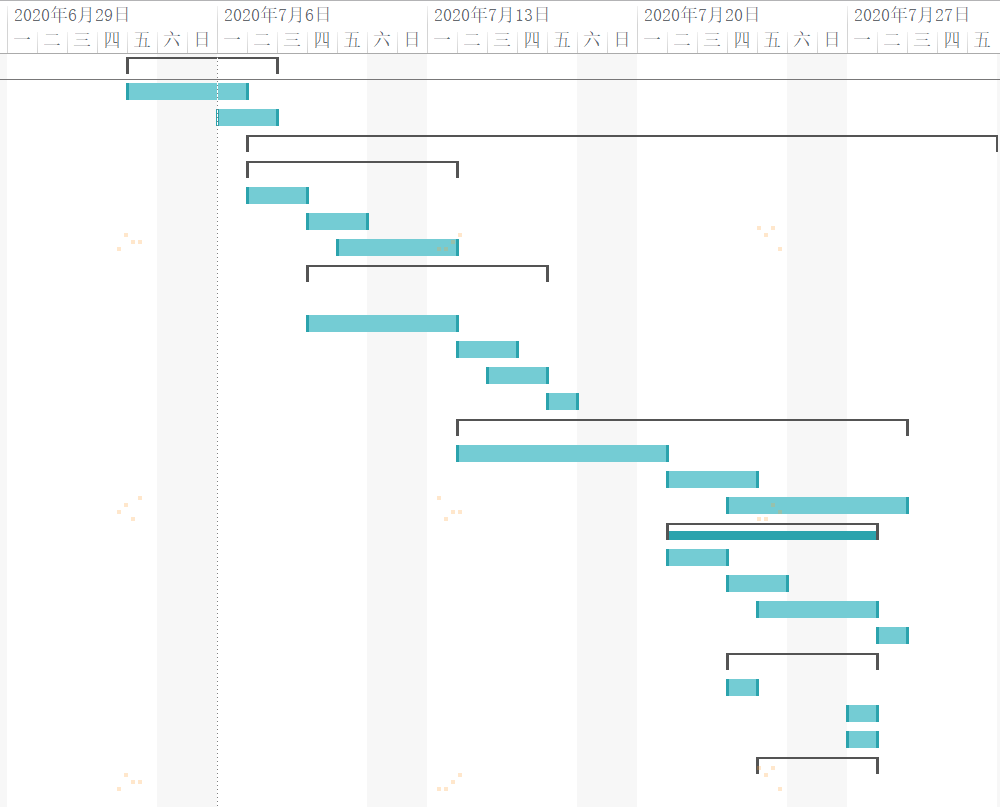 2020年6月29日 2020年7月6日 2020年7月13日 2020年7月20日 2020年7月27日
一 二 三 四 五 六 日 一 二 三 四 五 六 日 一 二 三 四 五 六 日 一 二 三 四 五 六 日 一 二 三 四 五